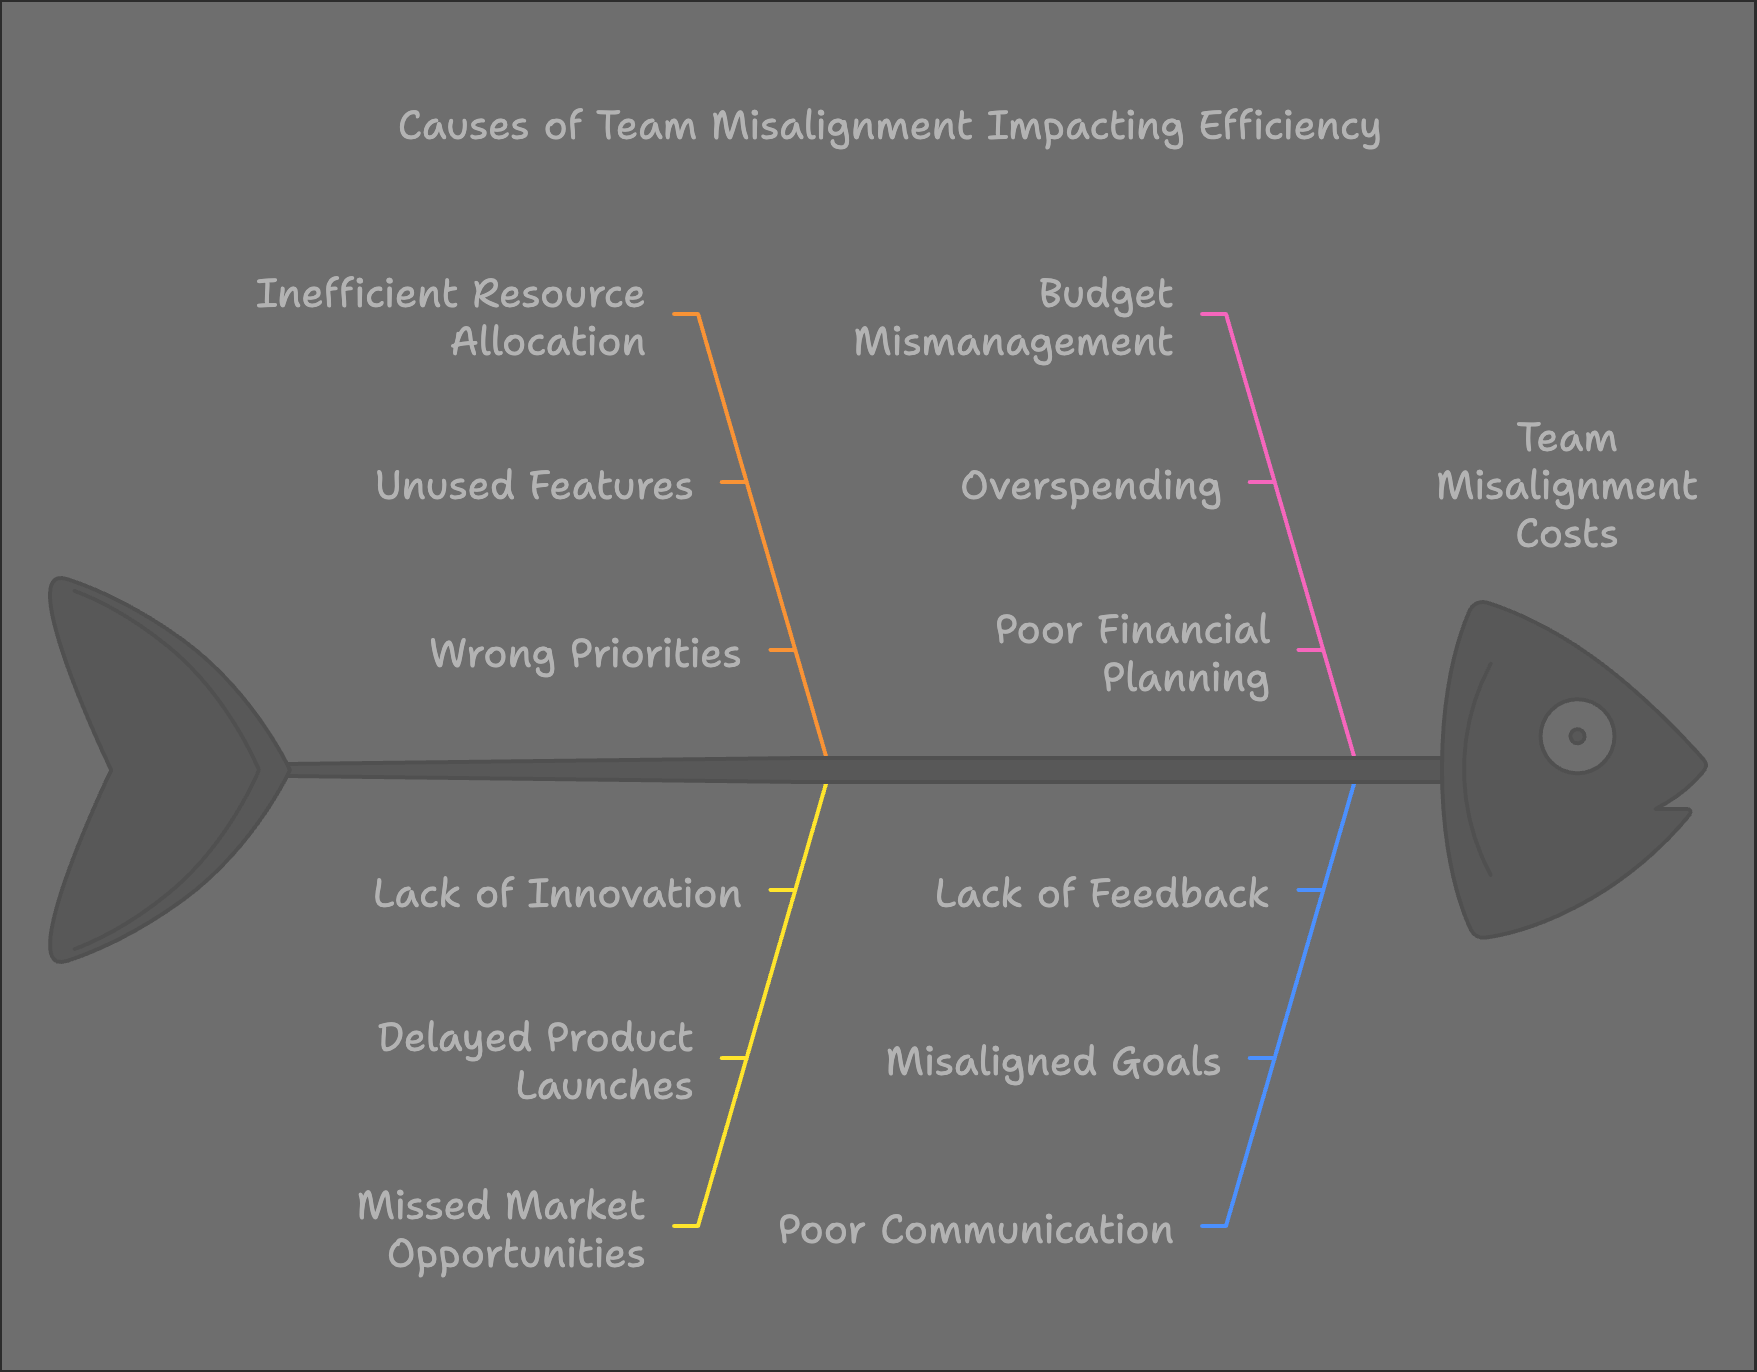 Causes of Team Misalignment Impacting Efficiency
Inefficient Resource
Allocation
Unused Features
Wrong Priorities
Budget
Mismanagement
Overspending
Poor Financial
Planning
Team
Misalignment
Costs
Lack of Innovation
Delayed Product
Launches
Missed Market
Opportunities
Lack of Feedback
Misaligned Goals
Poor Communication